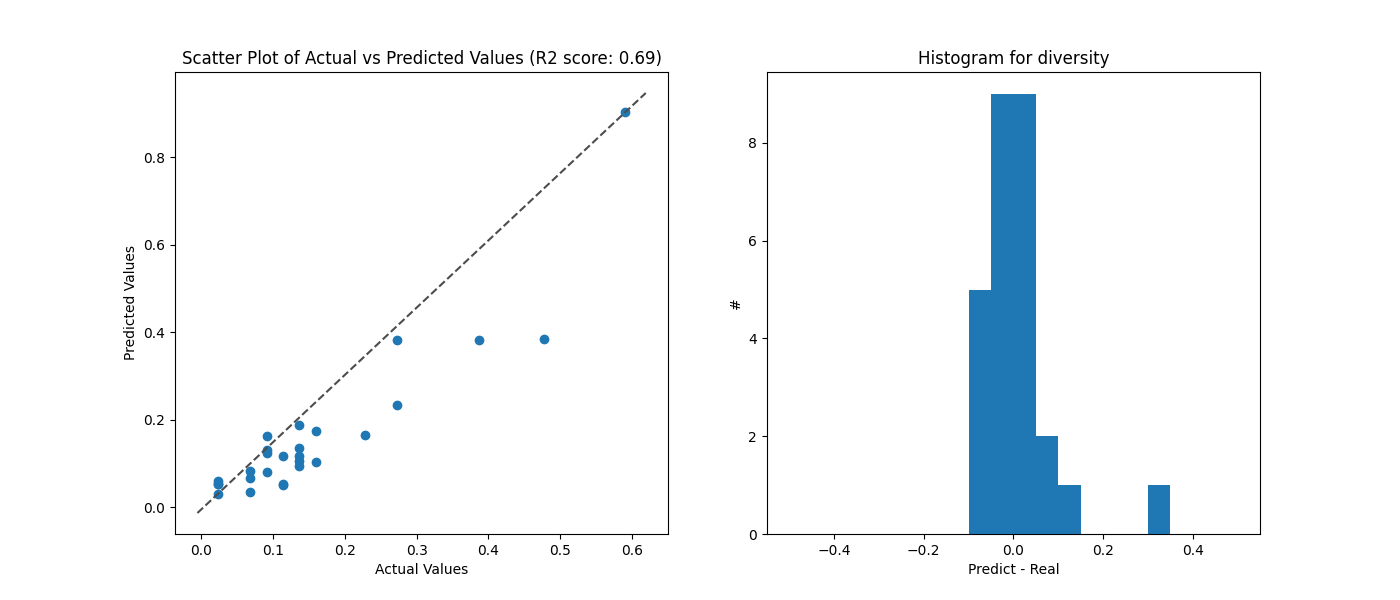 Scatter Plot of Actual vs Predicted Values (R2 score: 0.69)
0.8
0.6
0.4
0.2
0.0
Predicted Values
0.0 0.1 0.2 0.3 0.4 0.5 0.6
Actual Values
Histogram for diversity
8
6
4
2
0
#
−0.4 −0.2 0.0 0.2 0.4
Predict - Real